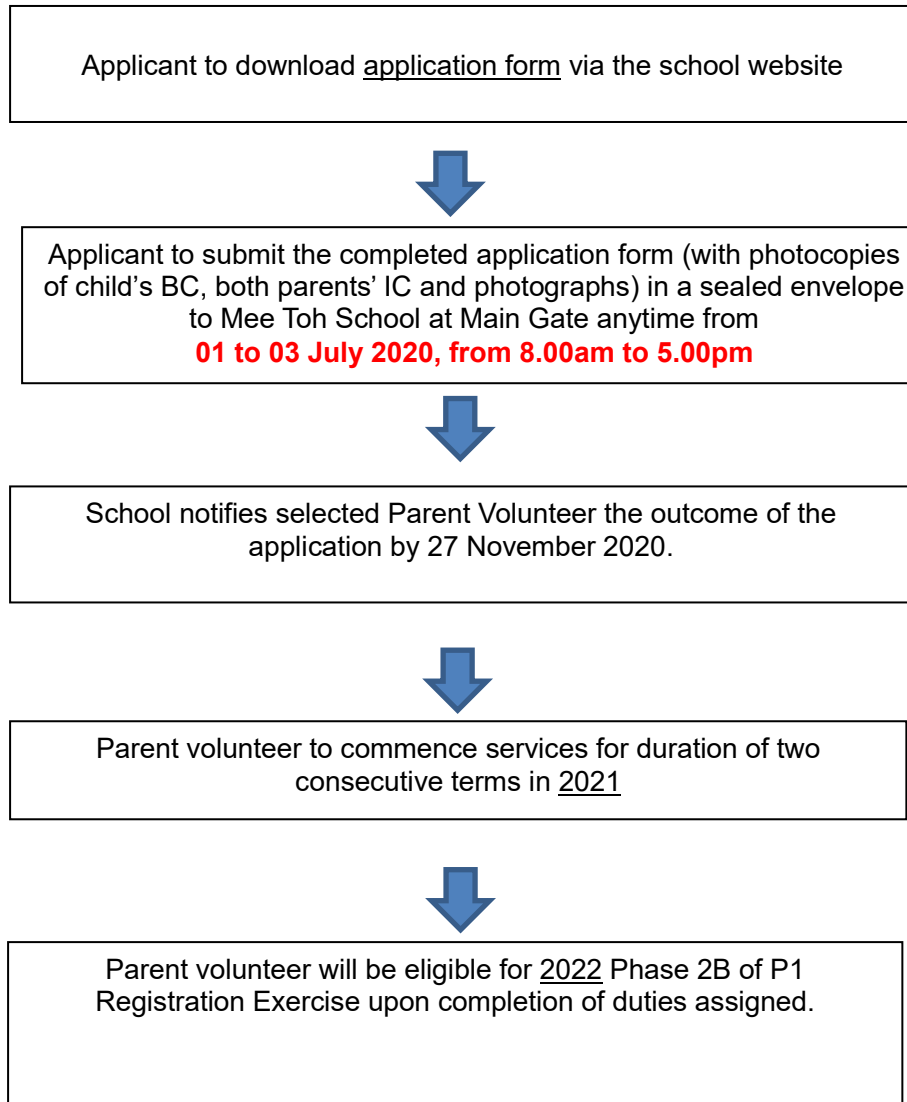 Applicant to download application form via the school website
Applicant to submit the completed application form (with photocopies
of child's BC, both parents' IC and photographs) in a sealed envelope
to Mee Toh School at Main Gate anytime from
01 to 03 July 2020, from 8.00am to 5.00pm
School notifies selected Parent Volunteer the outcome of the
application by 27 November 2020.
Parent volunteer to commence services for duration of two
consecutive terms in 2021
Parent volunteer will be eligible for 2022 Phase 2B of P1
Registration Exercise upon completion of duties assigned.